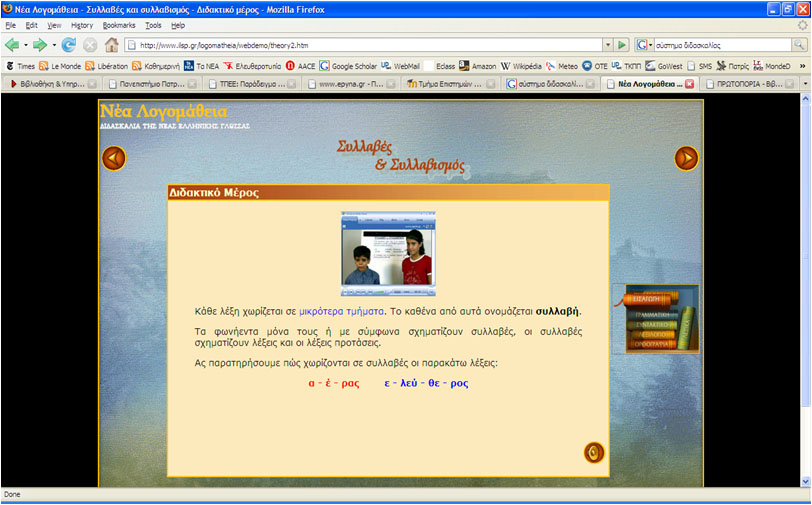 Νέα Λογομάθεια - Συλλαβές και συλλαβισμός - Διδακτικό μέρος - Mozilla Firefox
File Edit View History Bookmarks Tools Help
http://www.ilsp.gr/logomatheia/webdemo/theory2.htm
σύστημα διδασκαλίας
Times Le Monde Libération Καθημερινή Τα ΝΕΑ Ελευθεροτυπία AACE Google Scholar WebMail Eclass Amazon Wikipédia Meteo OTE ΤΚΠΠ GoWest SMS Πατρίς MondeD »
Βιβλιοθήκη & Υπηρ... Πανεπιστήμιο Πατρ... ΤΠΕΕ: Παράδειγμα ... www.epyna.gr - Π... Τμήμα Επιστημών ... σύστημα διδασκαλί... Νέα Λογομάθεια ... ΠΡΩΤΟΠΟΡΙΑ - Βιβ...
Νέα Λογομάθεια
ΔΙΔΑΣΚΑΛΙΑ ΤΗΣ ΝΕΑΣ ΕΛΛΗΝΙΚΗΣ ΓΛΩΣΣΑΣ
Συλλαβές
& Συλλαβισμός
Διδακτικό Μέρος
Κάθε λέξη χωρίζεται σε μικρότερα τμήματα. Το καθένα από αυτά ονομάζεται συλλαβή.
Τα φωνήεντα μόνα τους ή με σύμφωνα σχηματίζουν συλλαβές, οι συλλαβές
σχηματίζουν λέξεις και οι λέξεις προτάσεις.
Ας παρατηρήσουμε πώς χωρίζονται σε συλλαβές οι παρακάτω λέξεις:
α - έ - ρας ε - λεύ - θε - ρος
ΕΙΣΑΓΩΓΗ
ΓΡΑΜΜΑΤΙΚΗ
ΣΥΝΤΑΚΤΙΚΟ
ΛΕΞΙΛΟΓΙΟ
ΟΡΘΟΓΡΑΦΙΑ
Done